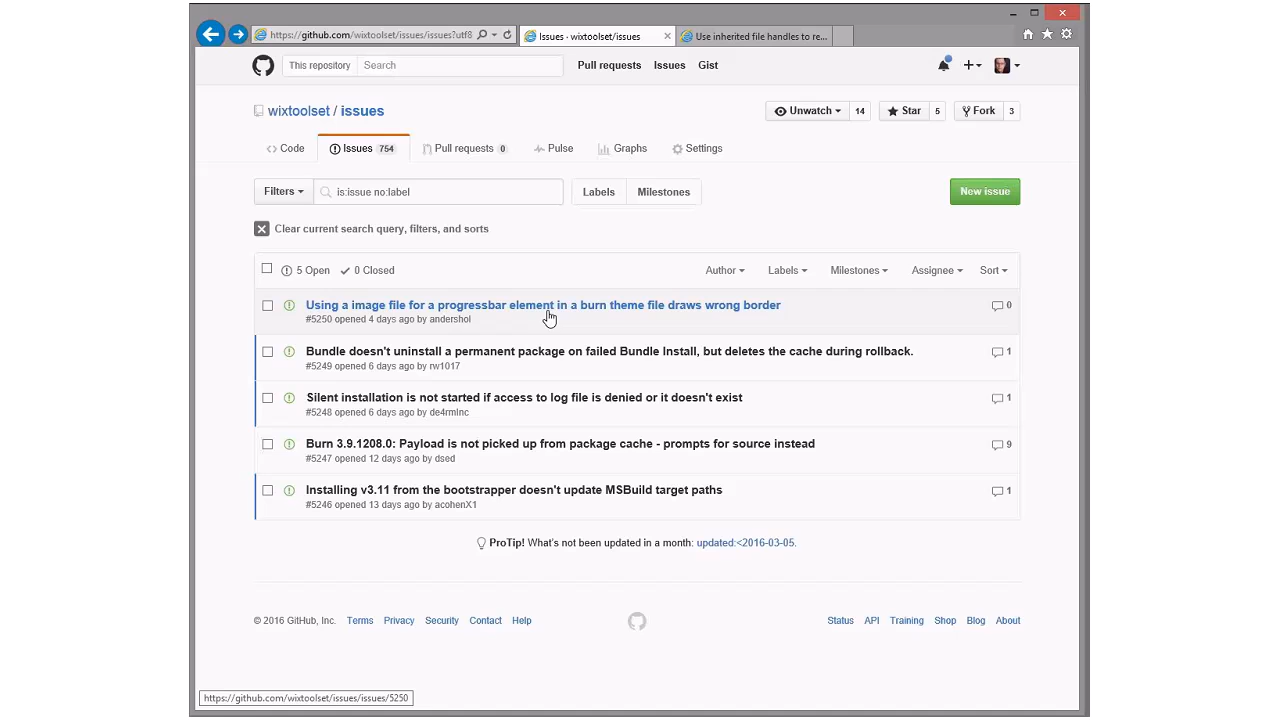 https://github.com/wixtoolset/issues/issues?utf8
Issues · wixtoolset/issues
Use inherited file handles to re...
This repository
Search
Pull requests
Issues
Gist
wixtoolset / issues
Unwatch 14
Star 5
Fork 3
Code
Issues 754
Pull requests 0
Pulse
Graphs
Settings
Filters
is:issue no:label
Labels
Milestones
New issue
Clear current search query, filters, and sorts
5 Open
0 Closed
Author
Labels
Milestones
Assignee
Sort
Using a image file for a progressbar element in a burn theme file draws wrong border
0
#5250 opened 4 days ago by andershol
Bundle doesn't uninstall a permanent package on failed Bundle Install, but deletes the cache during rollback.
1
#5249 opened 6 days ago by rw1017
Silent installation is not started if access to log file is denied or it doesn't exist
1
#5248 opened 6 days ago by de4rmInc
Burn 3.9.1208.0: Payload is not picked up from package cache - prompts for source instead
9
#5247 opened 12 days ago by dsed
Installing v3.11 from the bootstrapper doesn't update MSBuild target paths
1
#5246 opened 13 days ago by acohenX1
ProTip! What's not been updated in a month: updated:<2016-03-05.
© 2016 GitHub, Inc.
Terms
Privacy
Security
Contact
Help
Status
API
Training
Shop
Blog
About
https://github.com/wixtoolset/issues/issues/5250